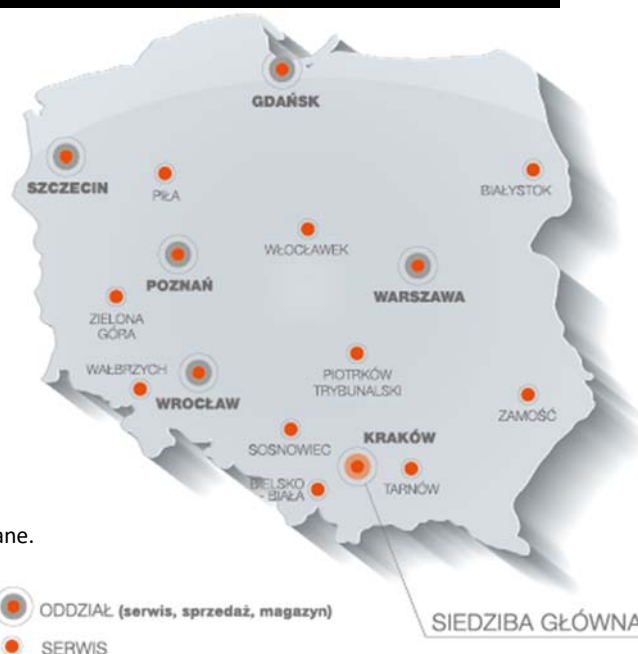 GDAŃSK
SZCZECIN
PIŁA
BIAŁYSTOK
WŁOCŁAWEK
POZNAŃ
WARSZAWA
ZIELONA
GÓRA
WAŁBRZYCH
PIOTRKÓW
TRYBUNALSKI
WROCŁAW
ZAMOŚĆ
KRAKÓW
SOSNOWIEC
BIELSKO
- BIAŁA
TARNÓW
ane.
ODDZIAŁ (serwis, sprzedaż, magazyn)
SIEDZIBA GŁÓWNA
SERWIS